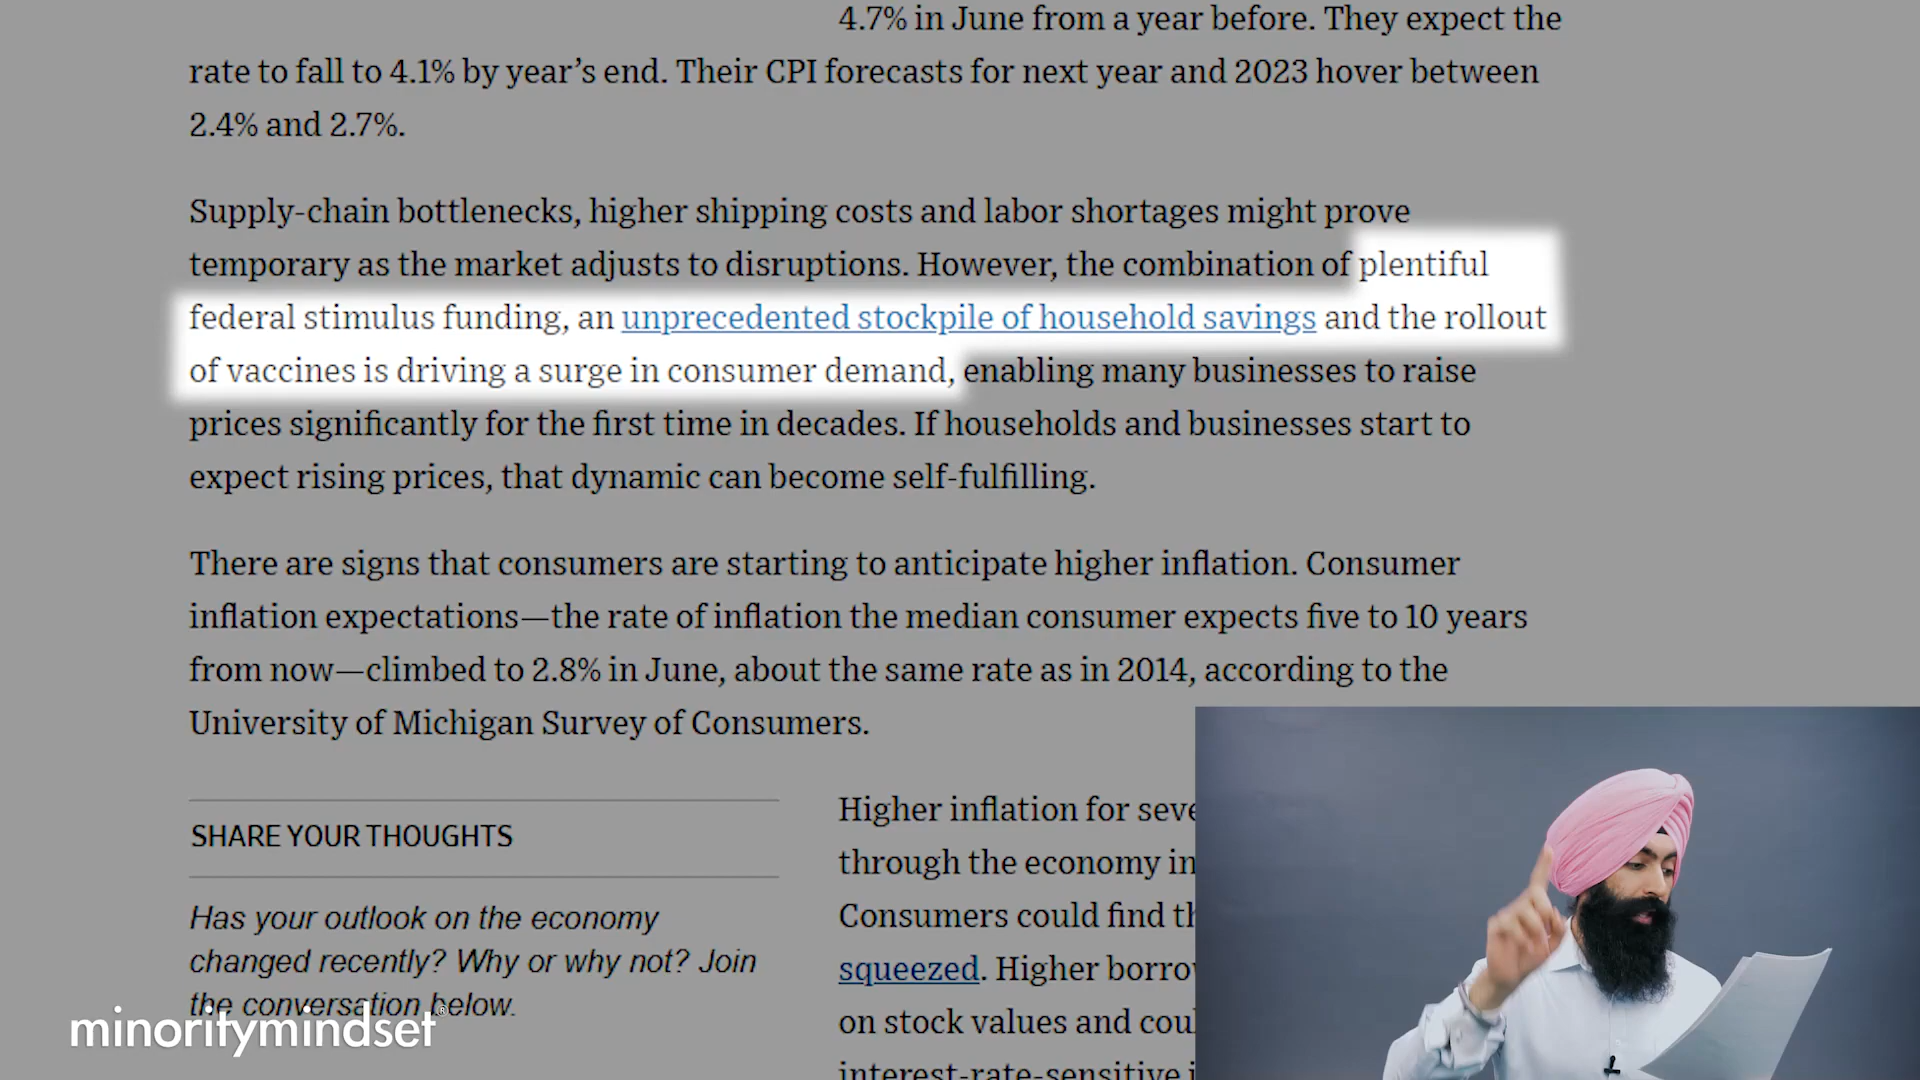 4.7% in June from a year before. They expect the
rate to fall to 4.1% by year’s end. Their CPI forecasts for next year and 2023 hover between
2.4% and 2.7%.
Supply-chain bottlenecks, higher shipping costs and labor shortages might prove
temporary as the market adjusts to disruptions. However, the combination of plentiful
federal stimulus funding, an unprecedented stockpile of household savings and the rollout
of vaccines is driving a surge in consumer demand, enabling many businesses to raise
prices significantly for the first time in decades. If households and businesses start to
expect rising prices, that dynamic can become self-fulfilling.
There are signs that consumers are starting to anticipate higher inflation. Consumer
inflation expectations—the rate of inflation the median consumer expects five to 10 years
from now—climbed to 2.8% in June, about the same rate as in 2014, according to the
University of Michigan Survey of Consumers.
SHARE YOUR THOUGHTS
Has your outlook on the economy
changed recently? Why or why not? Join
the conversation below.
Higher inflation for seve
through the economy in
Consumers could find th
squeezed. Higher borrow
on stock values and coul
interest-rate-sensitive i
minoritymindset®